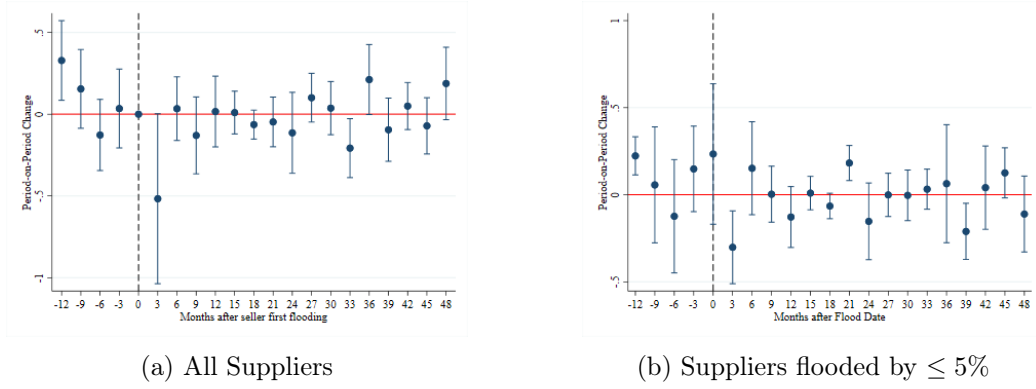 Period-on-Period Change
.5
0
-.5
-1
-12 -9 -6 -3 0 3 6 9 12 15 18 21 24 27 30 33 36 39 42 45 48
Months after seller first flooding
(a) All Suppliers
Period-on-Period Change
1
.5
0
-.5
-12 -9 -6 -3 0 3 6 9 12 15 18 21 24 27 30 33 36 39 42 45 48
Months after Flood Date
(b) Suppliers flooded by ≤ 5%